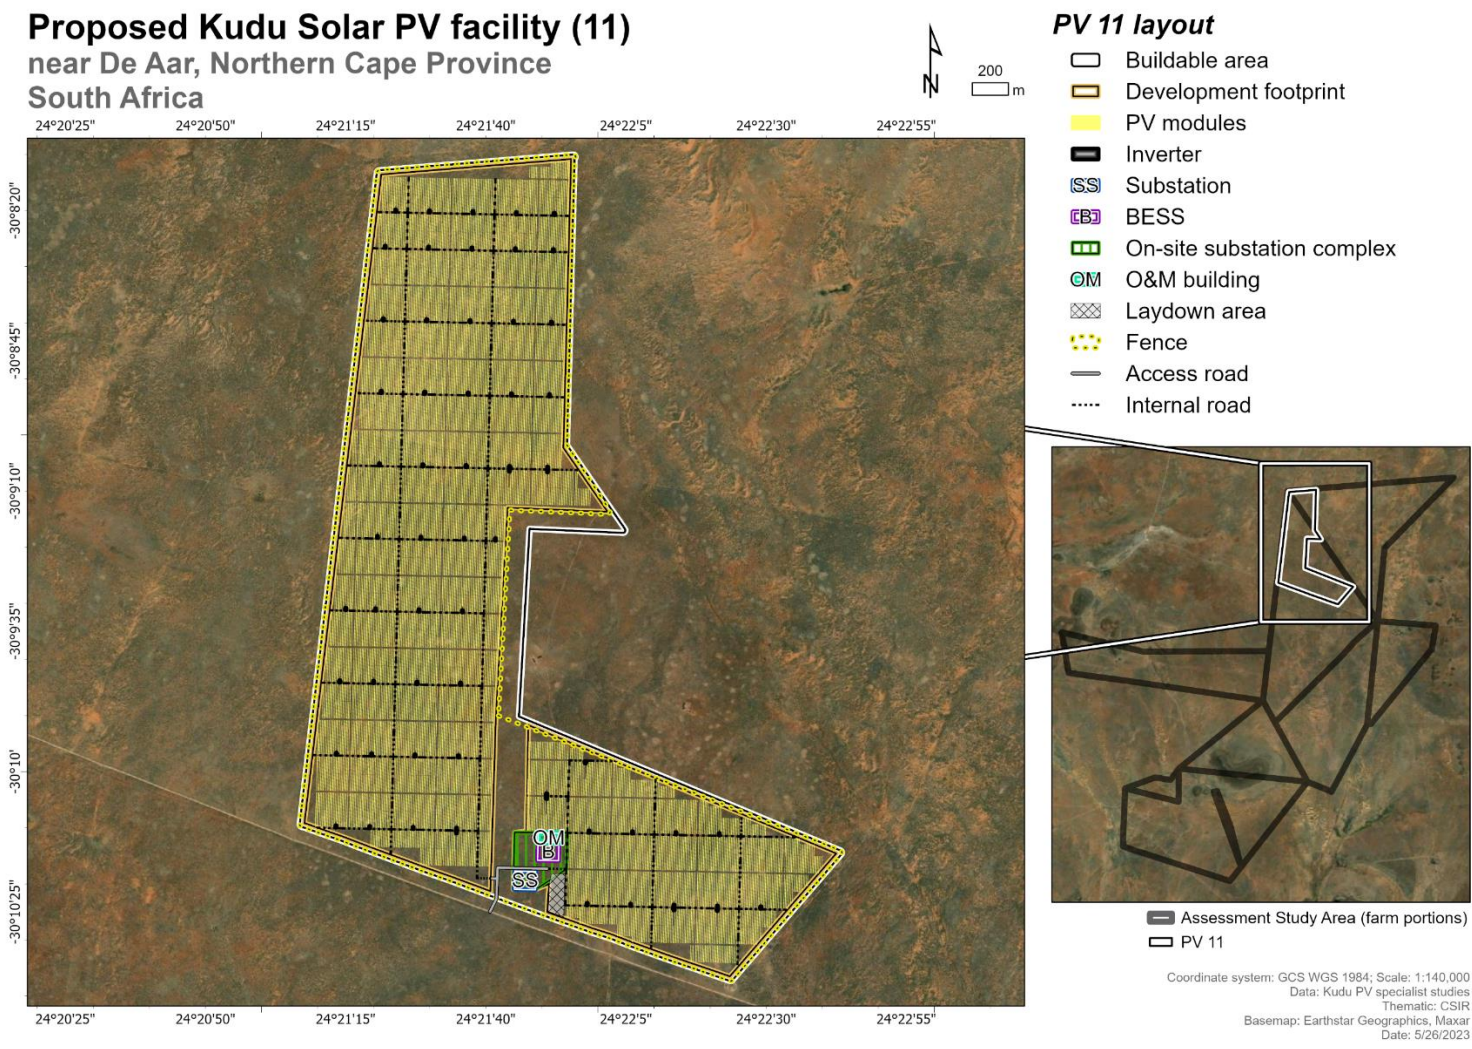 Proposed Kudu Solar PV facility (11)
near De Aar, Northern Cape Province
South Africa
N
200
m
PV 11 layout
Buildable area
Development footprint
PV modules
Inverter
SS Substation
B BESS
On-site substation complex
OM O&M building
Laydown area
Fence
Access road
Internal road
24°20'25" 24°20'50" 24°21'15" 24°21'40" 24°22'5" 24°22'30" 24°22'55"
-30°8'20"
-30°8'45"
-30°9'10"
-30°9'35"
-30°10'
-30°10'25"
OM
B
SS
24°20'25" 24°20'50" 24°21'15" 24°21'40" 24°22'5" 24°22'30" 24°22'55"
Assessment Study Area (farm portions)
PV 11
Coordinate system: GCS WGS 1984; Scale: 1:140,000
Data: Kudu PV specialist studies
Thematic: CSIR
Basemap: Earthstar Geographics, Maxar
Date: 5/26/2023